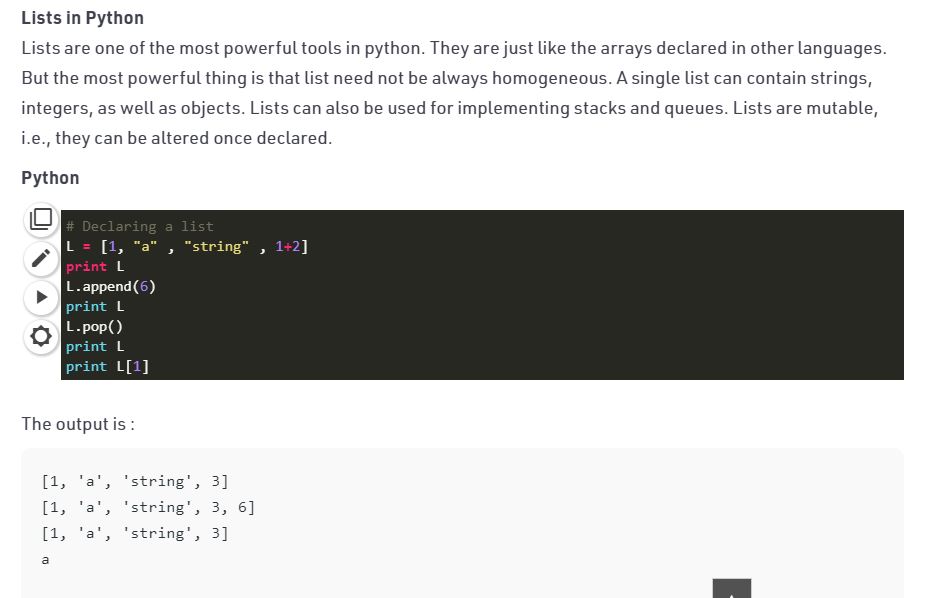 Lists in Python
Lists are one of the most powerful tools in python. They are just like the arrays declared in other languages.
But the most powerful thing is that list need not be always homogeneous. A single list can contain strings,
integers, as well as objects. Lists can also be used for implementing stacks and queues. Lists are mutable,
i.e., they can be altered once declared.
Python
# Declaring a list
L = [1, "a" , "string" , 1+2]
print L
L.append(6)
print L
L.pop()
print L
print L[1]
The output is :
[1, 'a', 'string', 3]
[1, 'a', 'string', 3, 6]
[1, 'a', 'string', 3]
a